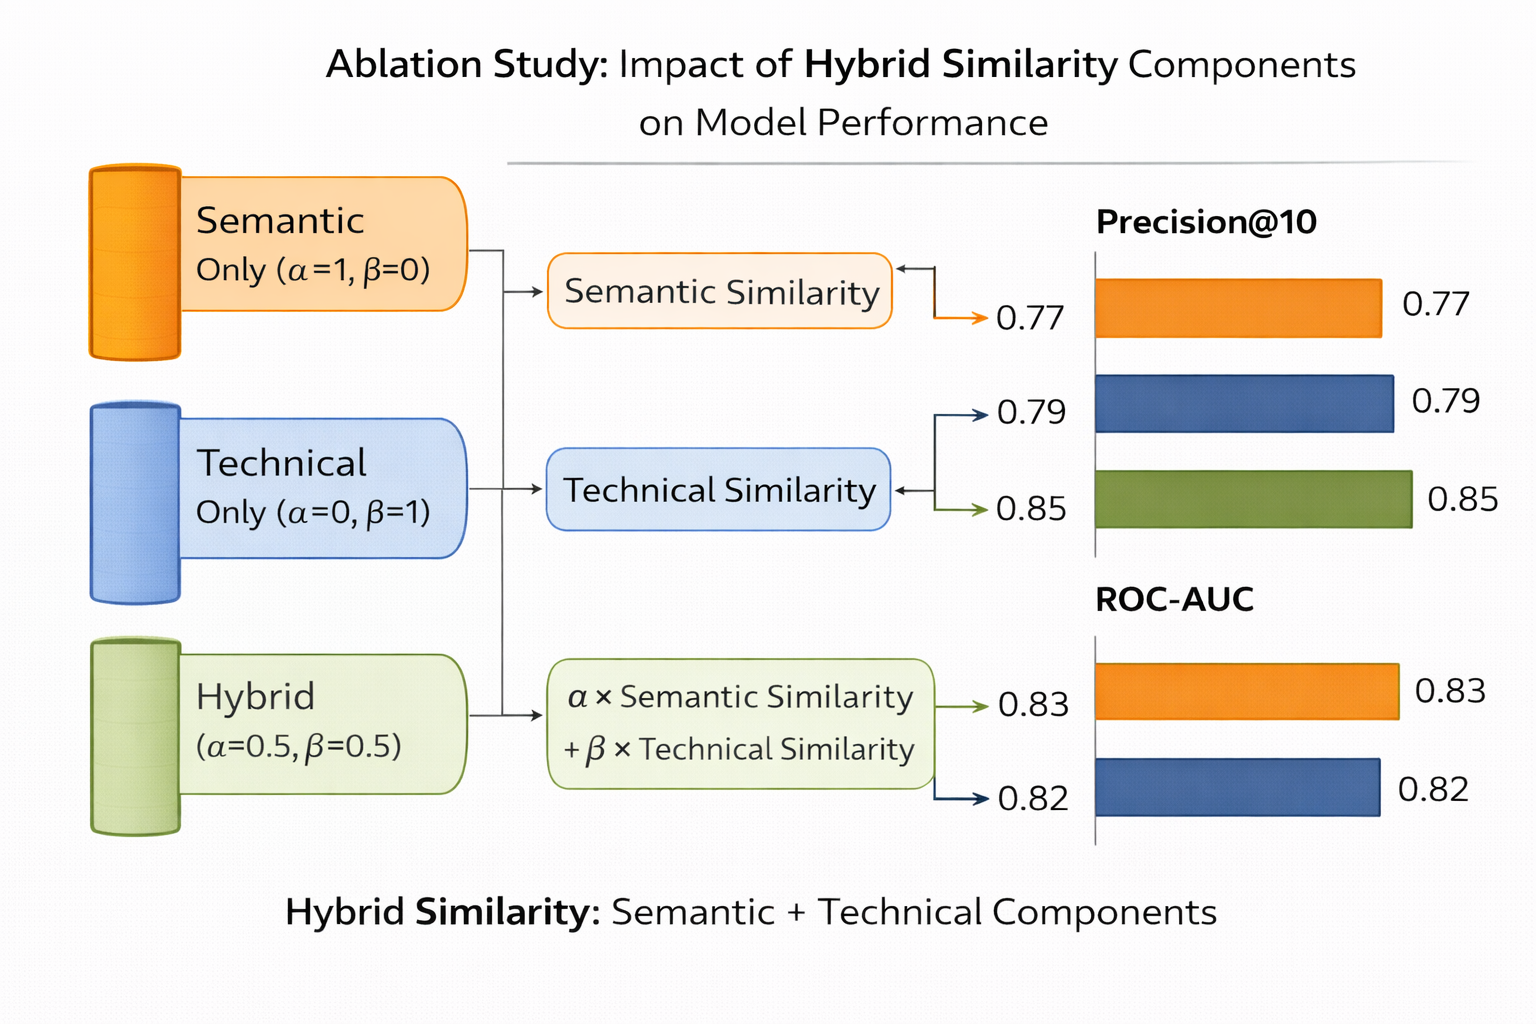 Ablation Study: Impact of Hybrid Similarity Components
on Model Performance
Semantic
Only (α=1, β=0)
Technical
Only (α=0, β=1)
Hybrid
(α=0.5, β=0.5)
Semantic Similarity
Technical Similarity
α × Semantic Similarity
+ β × Technical Similarity
0.77
0.79
0.85
0.83
0.82
Precision@10
0.77
0.79
0.85
ROC-AUC
0.83
0.82
Hybrid Similarity: Semantic + Technical Components